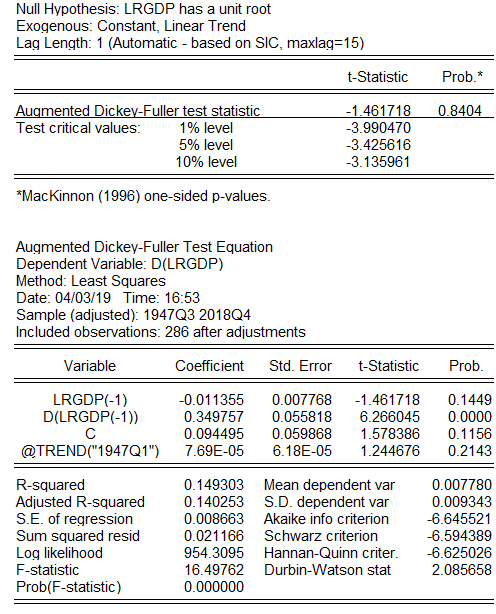 Null Hypothesis: LRGDP has a unit root
Exogenous: Constant, Linear Trend
Lag Length: 1 (Automatic - based on SIC, maxlag=15)
t-Statistic Prob.*
Augmented Dickey-Fuller test statistic -1.461718 0.8404
Test critical values: 1% level -3.990470
5% level -3.425616
10% level -3.135961
*MacKinnon (1996) one-sided p-values.
Augmented Dickey-Fuller Test Equation
Dependent Variable: D(LRGDP)
Method: Least Squares
Date: 04/03/19 Time: 16:53
Sample (adjusted): 1947Q3 2018Q4
Included observations: 286 after adjustments
Variable Coefficient Std. Error t-Statistic Prob.
LRGDP(-1) -0.011355 0.007768 -1.461718 0.1449
D(LRGDP(-1)) 0.349757 0.055818 6.266045 0.0000
C 0.094495 0.059868 1.578386 0.1156
@TREND("1947Q1") 7.69E-05 6.18E-05 1.244676 0.2143
R-squared 0.149303 Mean dependent var 0.007780
Adjusted R-squared 0.140253 S.D. dependent var 0.009343
S.E. of regression 0.008663 Akaike info criterion -6.645521
Sum squared resid 0.021166 Schwarz criterion -6.594389
Log likelihood 954.3095 Hannan-Quinn criter. -6.625026
F-statistic 16.49762 Durbin-Watson stat 2.085658
Prob(F-statistic) 0.000000